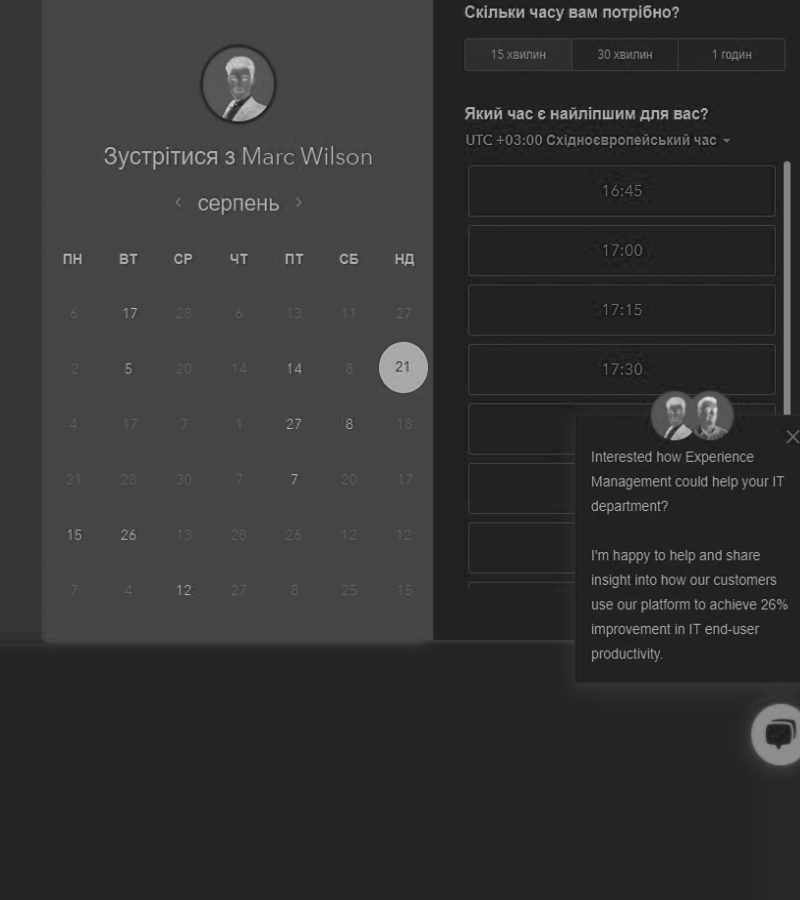 Зустрітися з Marc Wilson
серпень
ПН ВТ СР ЧТ ПТ СБ НД
6 17 28 6 13 11 27
2 5 20 14 14 8 21
4 17 7 1 27 8 18
21 28 30 7 7 20 17
15 26 13 28 26 12 12
7 4 12 27 8 25 15
Скільки часу вам потрібно?
15 хвилин 30 хвилин 1 годин
Який час є найліпшим для вас?
UTC +03:00 Східноєвропейський час
16:45
17:00
17:15
17:30
Interested how Experience
Management could help your IT
department?
I'm happy to help and share
insight into how our customers
use our platform to achieve 26%
improvement in IT end-user
productivity.